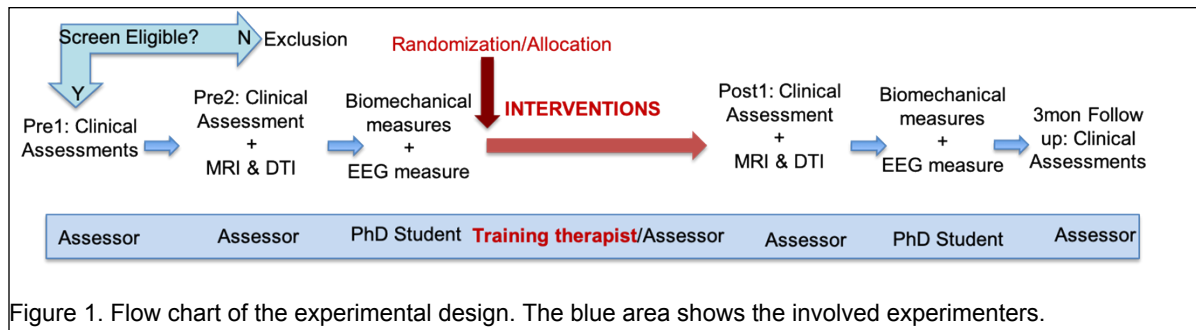 Screen Eligible? N Exclusion
Y
Randomization/Allocation
INTERVENTIONS
Pre1: Clinical
Assessments
Pre2: Clinical
Assessment
+
MRI & DTI
Biomechanical
measures
+
EEG measure
Post1: Clinical
Assessment
+
MRI & DTI
Biomechanical
measures
+
EEG measure
3mon Follow
up: Clinical
Assessments
Assessor Assessor PhD Student Training therapist/Assessor Assessor PhD Student Assessor
Figure 1. Flow chart of the experimental design. The blue area shows the involved experimenters.